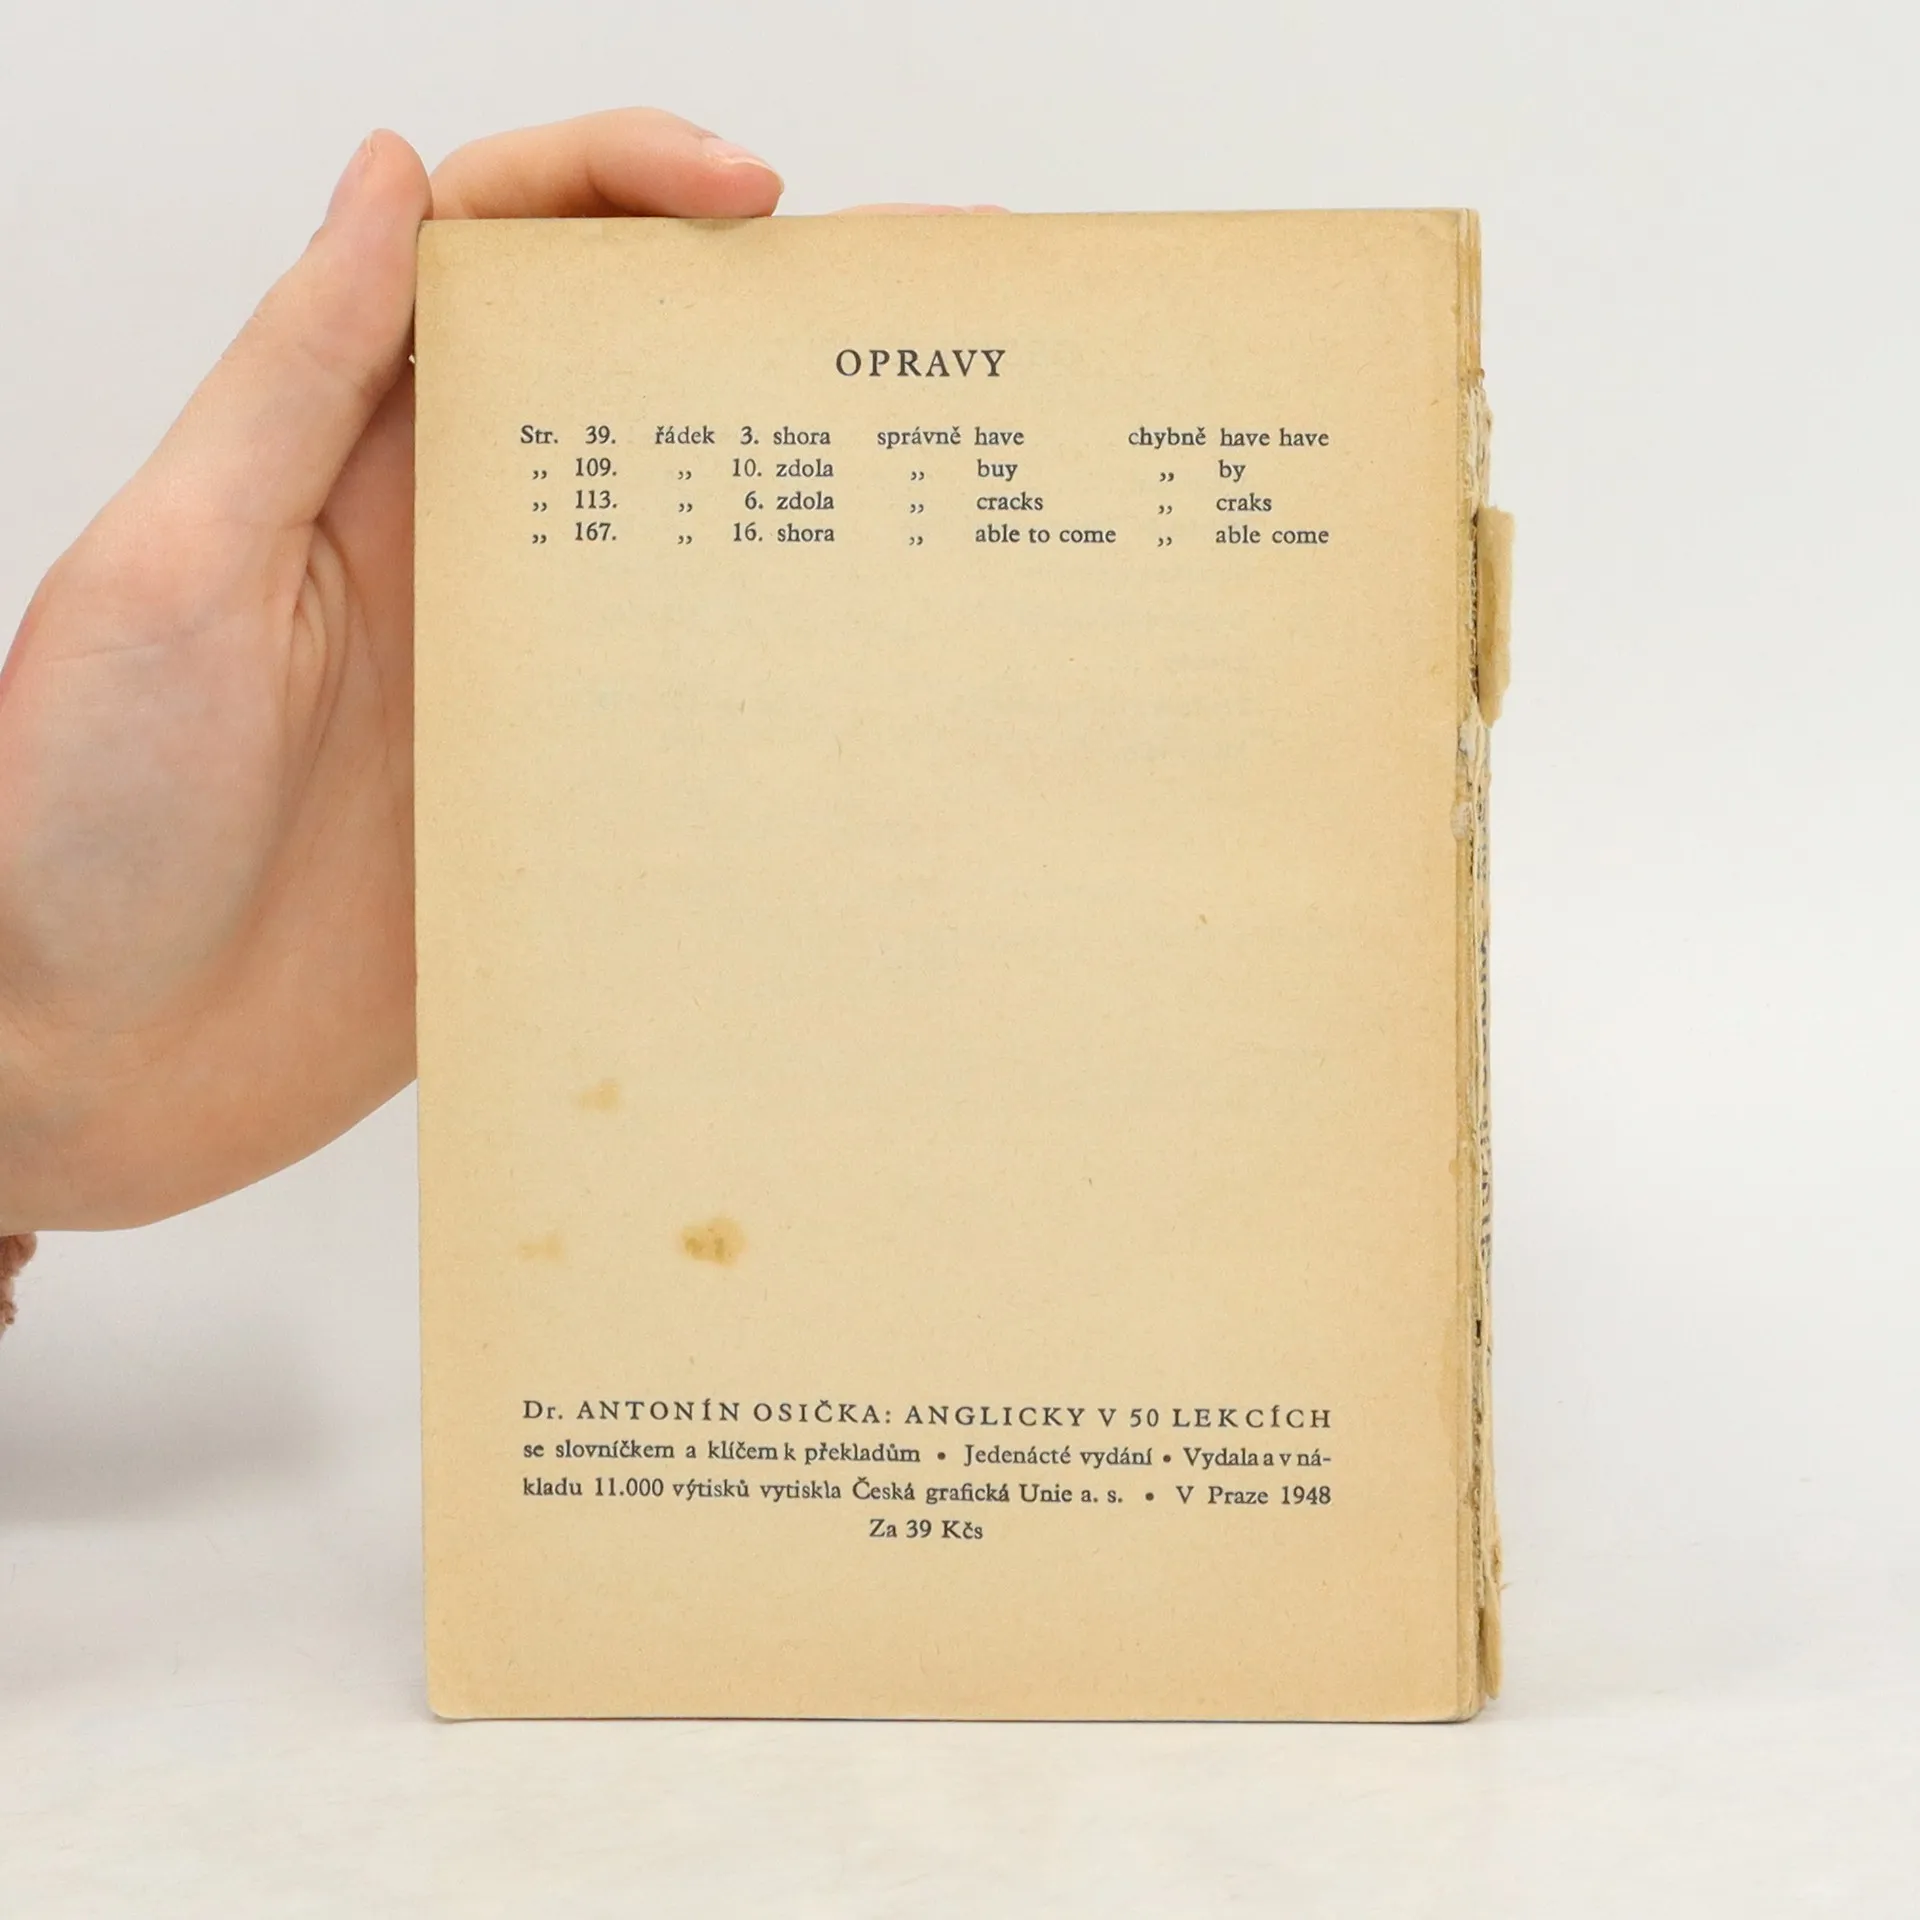 OPRAVY
Str. 39. řádek 3. shora správně have chybně have have
„ 109. „ 10. zdola „ buy „ by
„ 113. „ 6. zdola „ cracks „ craks
„ 167. „ 16. shora „ able to come „ able come
Dr. ANTONÍN OSIČKA: ANGLICKY V 50 LEKCÍCH
se slovníčkem a klíčem k překladům • Jedenácté vydání • Vydala a v ná-
kladu 11.000 výtisků vytiskla Česká grafická Unie a. s. • V Praze 1948
Za 39 Kčs